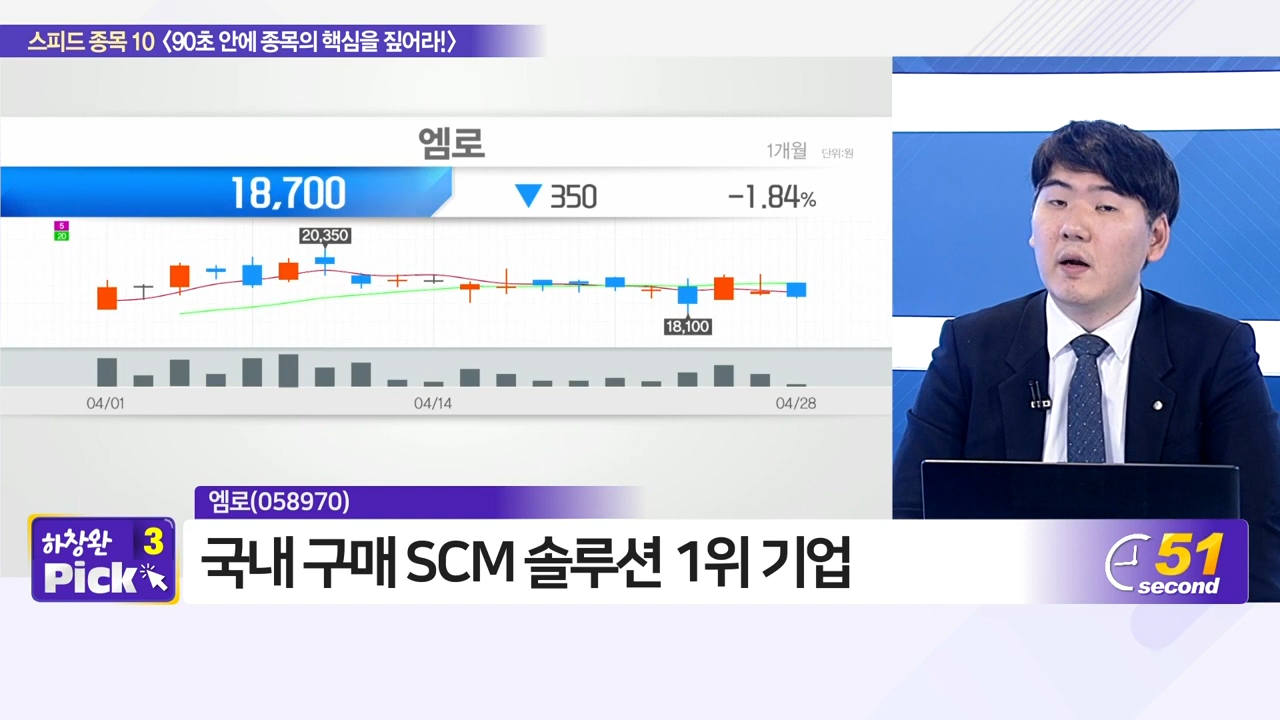 스피드 종목 10 〈90초 안에 종목의 핵심을 짚어라!〉
엠로
1개월 단위:원
18,700 ▼350 -1.84%
5
20
20,350
18,100
04/01 04/14 04/28
엠로(058970)
하창완 3
Pick
국내 구매 SCM 솔루션 1위 기업
51
second